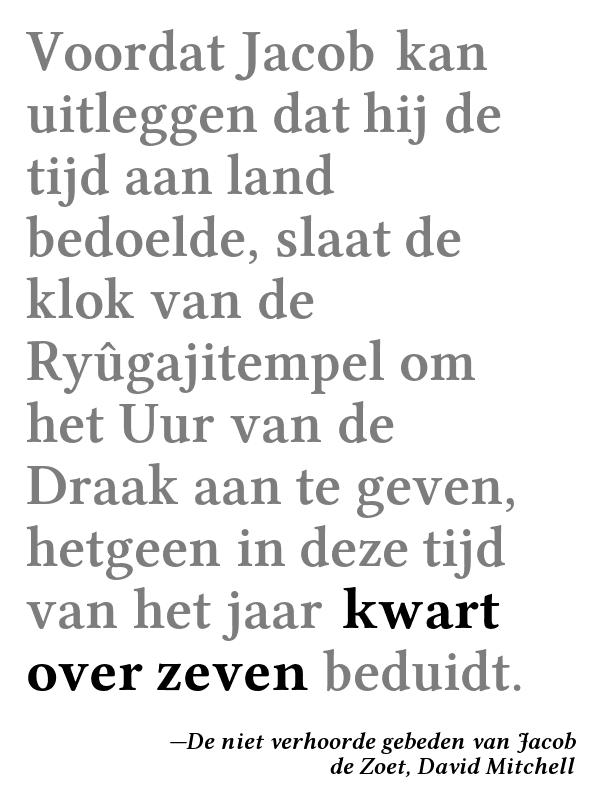 Voordat Jacob kan
uitleggen dat hij de
tijd aan land
bedoelde, slaat de
klok van de
Ryûgajitempel om
het Uur van de
Draak aan te geven,
hetgeen in deze tijd
van het jaar kwart
over zeven beduidt.
—De niet verhoorde gebeden van Jacob
de Zoet, David Mitchell